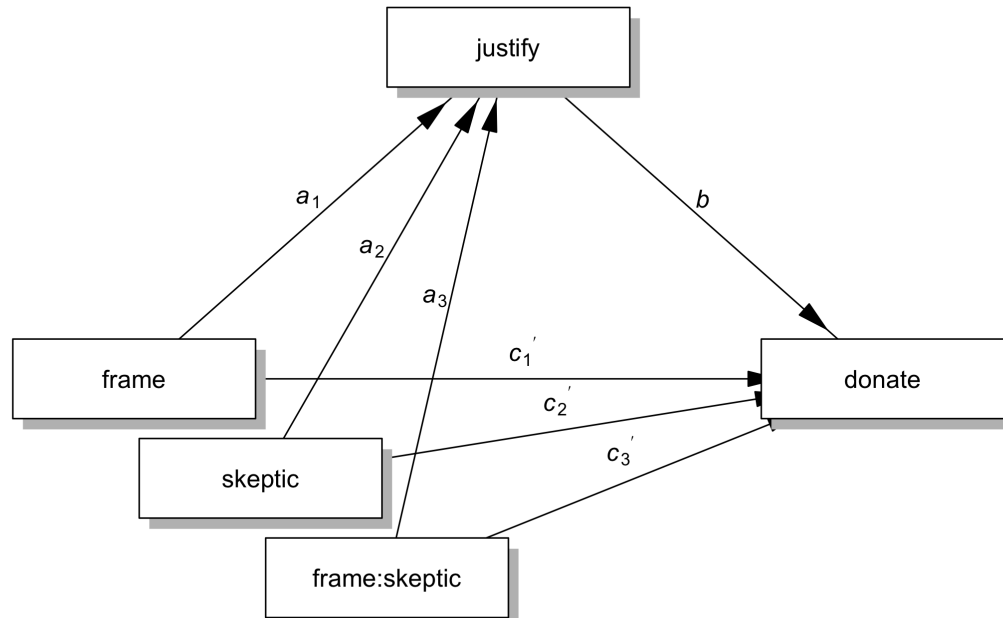 justify
a1
b
a2
a3
frame
c1′
donate
c2′
skeptic
c3′
frame:skeptic